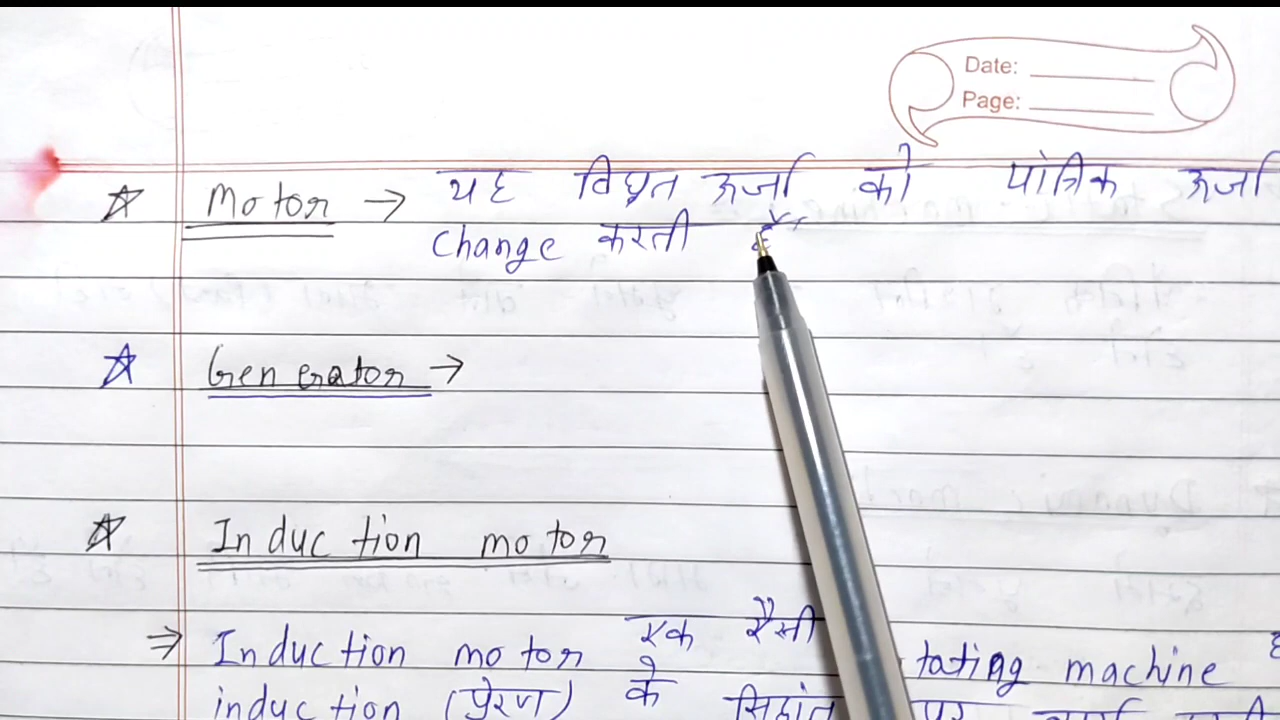 Date:
Page:
☆ Motor → यह विधुत ऊर्जा को यांत्रिक ऊर्जा
change करती
☆ Generator →
☆ Induction motor
⇒ Induction motor एक ऐसी tating machine
induction (प्रेरण) के सिद्दांत पर